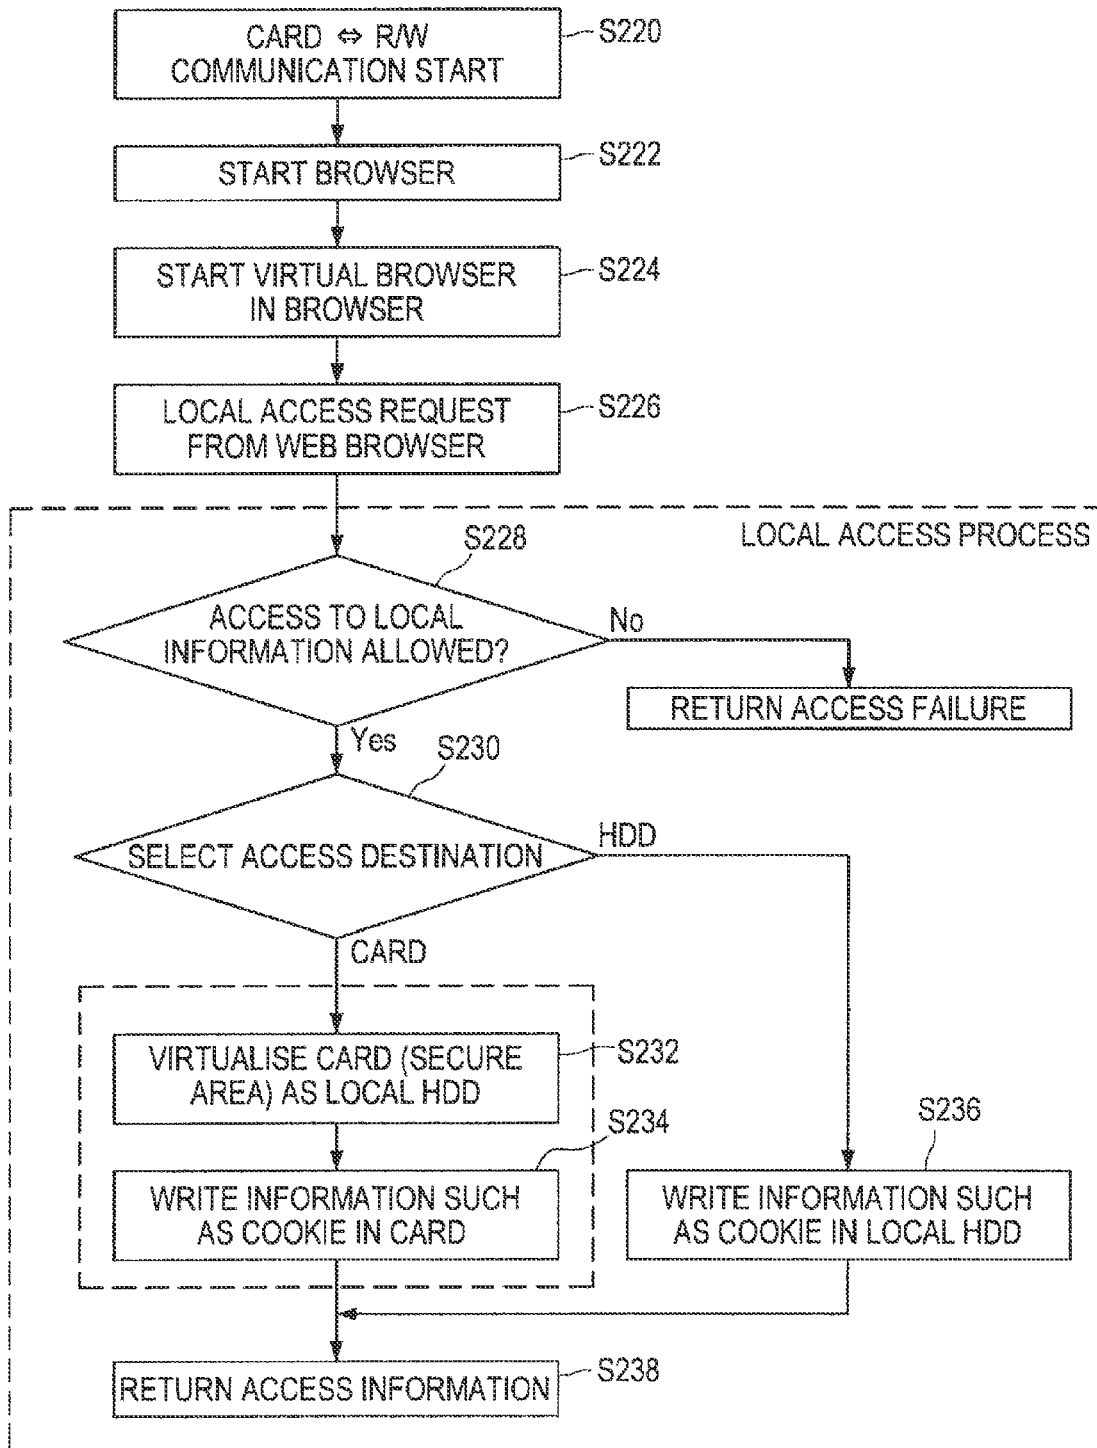 CARD ⇔ R/W
COMMUNICATION START
S220
START BROWSER
S222
START VIRTUAL BROWSER
IN BROWSER
S224
LOCAL ACCESS REQUEST
FROM WEB BROWSER
S226
LOCAL ACCESS PROCESS
S228
ACCESS TO LOCAL
INFORMATION ALLOWED?
No
RETURN ACCESS FAILURE
Yes
S230
SELECT ACCESS DESTINATION
HDD
CARD
VIRTUALISE CARD (SECURE
AREA) AS LOCAL HDD
S232
S234
WRITE INFORMATION SUCH
AS COOKIE IN CARD
S236
WRITE INFORMATION SUCH
AS COOKIE IN LOCAL HDD
RETURN ACCESS INFORMATION
S238